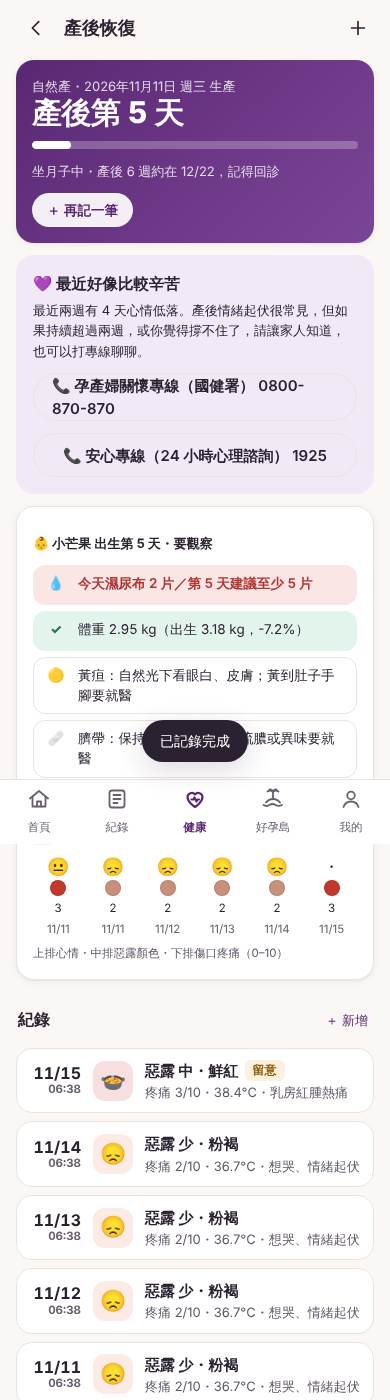 產後恢復
自然產・2026年11月11日 週三 生產
產後第 5 天
坐月子中・產後 6 週約在 12/22，記得回診
＋ 再記一筆
💜 最近好像比較辛苦
最近兩週有 4 天心情低落。產後情緒起伏很常見，但如
果持續超過兩週，或你覺得撐不住了，請讓家人知道，
也可以打專線聊聊。
📞 孕產婦關懷專線（國健署） 0800-
870-870
📞 安心專線（24 小時心理諮詢） 1925
👶 小芒果 出生第 5 天・要觀察
💧 今天濕尿布 2 片／第 5 天建議至少 5 片
✓ 體重 2.95 kg（出生 3.18 kg，-7.2%）
🟡 黃疸：自然光下看眼白、皮膚；黃到肚子手
腳要就醫
🩹 臍帶：保持
膿或異味要就
醫
已記錄完成
首頁 紀錄 健康 好孕島 我的
3 2 2 2 2 3
11/11 11/11 11/12 11/13 11/14 11/15
上排心情・中排惡露顏色・下排傷口疼痛（0–10）
紀錄 ＋ 新增
11/15 惡露 中・鮮紅 留意
06:38 疼痛 3/10・38.4°C・乳房紅腫熱痛
11/14 惡露 少・粉褐
06:38 疼痛 2/10・36.7°C・想哭、情緒起伏
11/13 惡露 少・粉褐
06:38 疼痛 2/10・36.7°C・想哭、情緒起伏
11/12 惡露 少・粉褐
06:38 疼痛 2/10・36.7°C・想哭、情緒起伏
11/11 惡露 少・粉褐
06:38 疼痛 2/10・36.7°C・想哭、情緒起伏